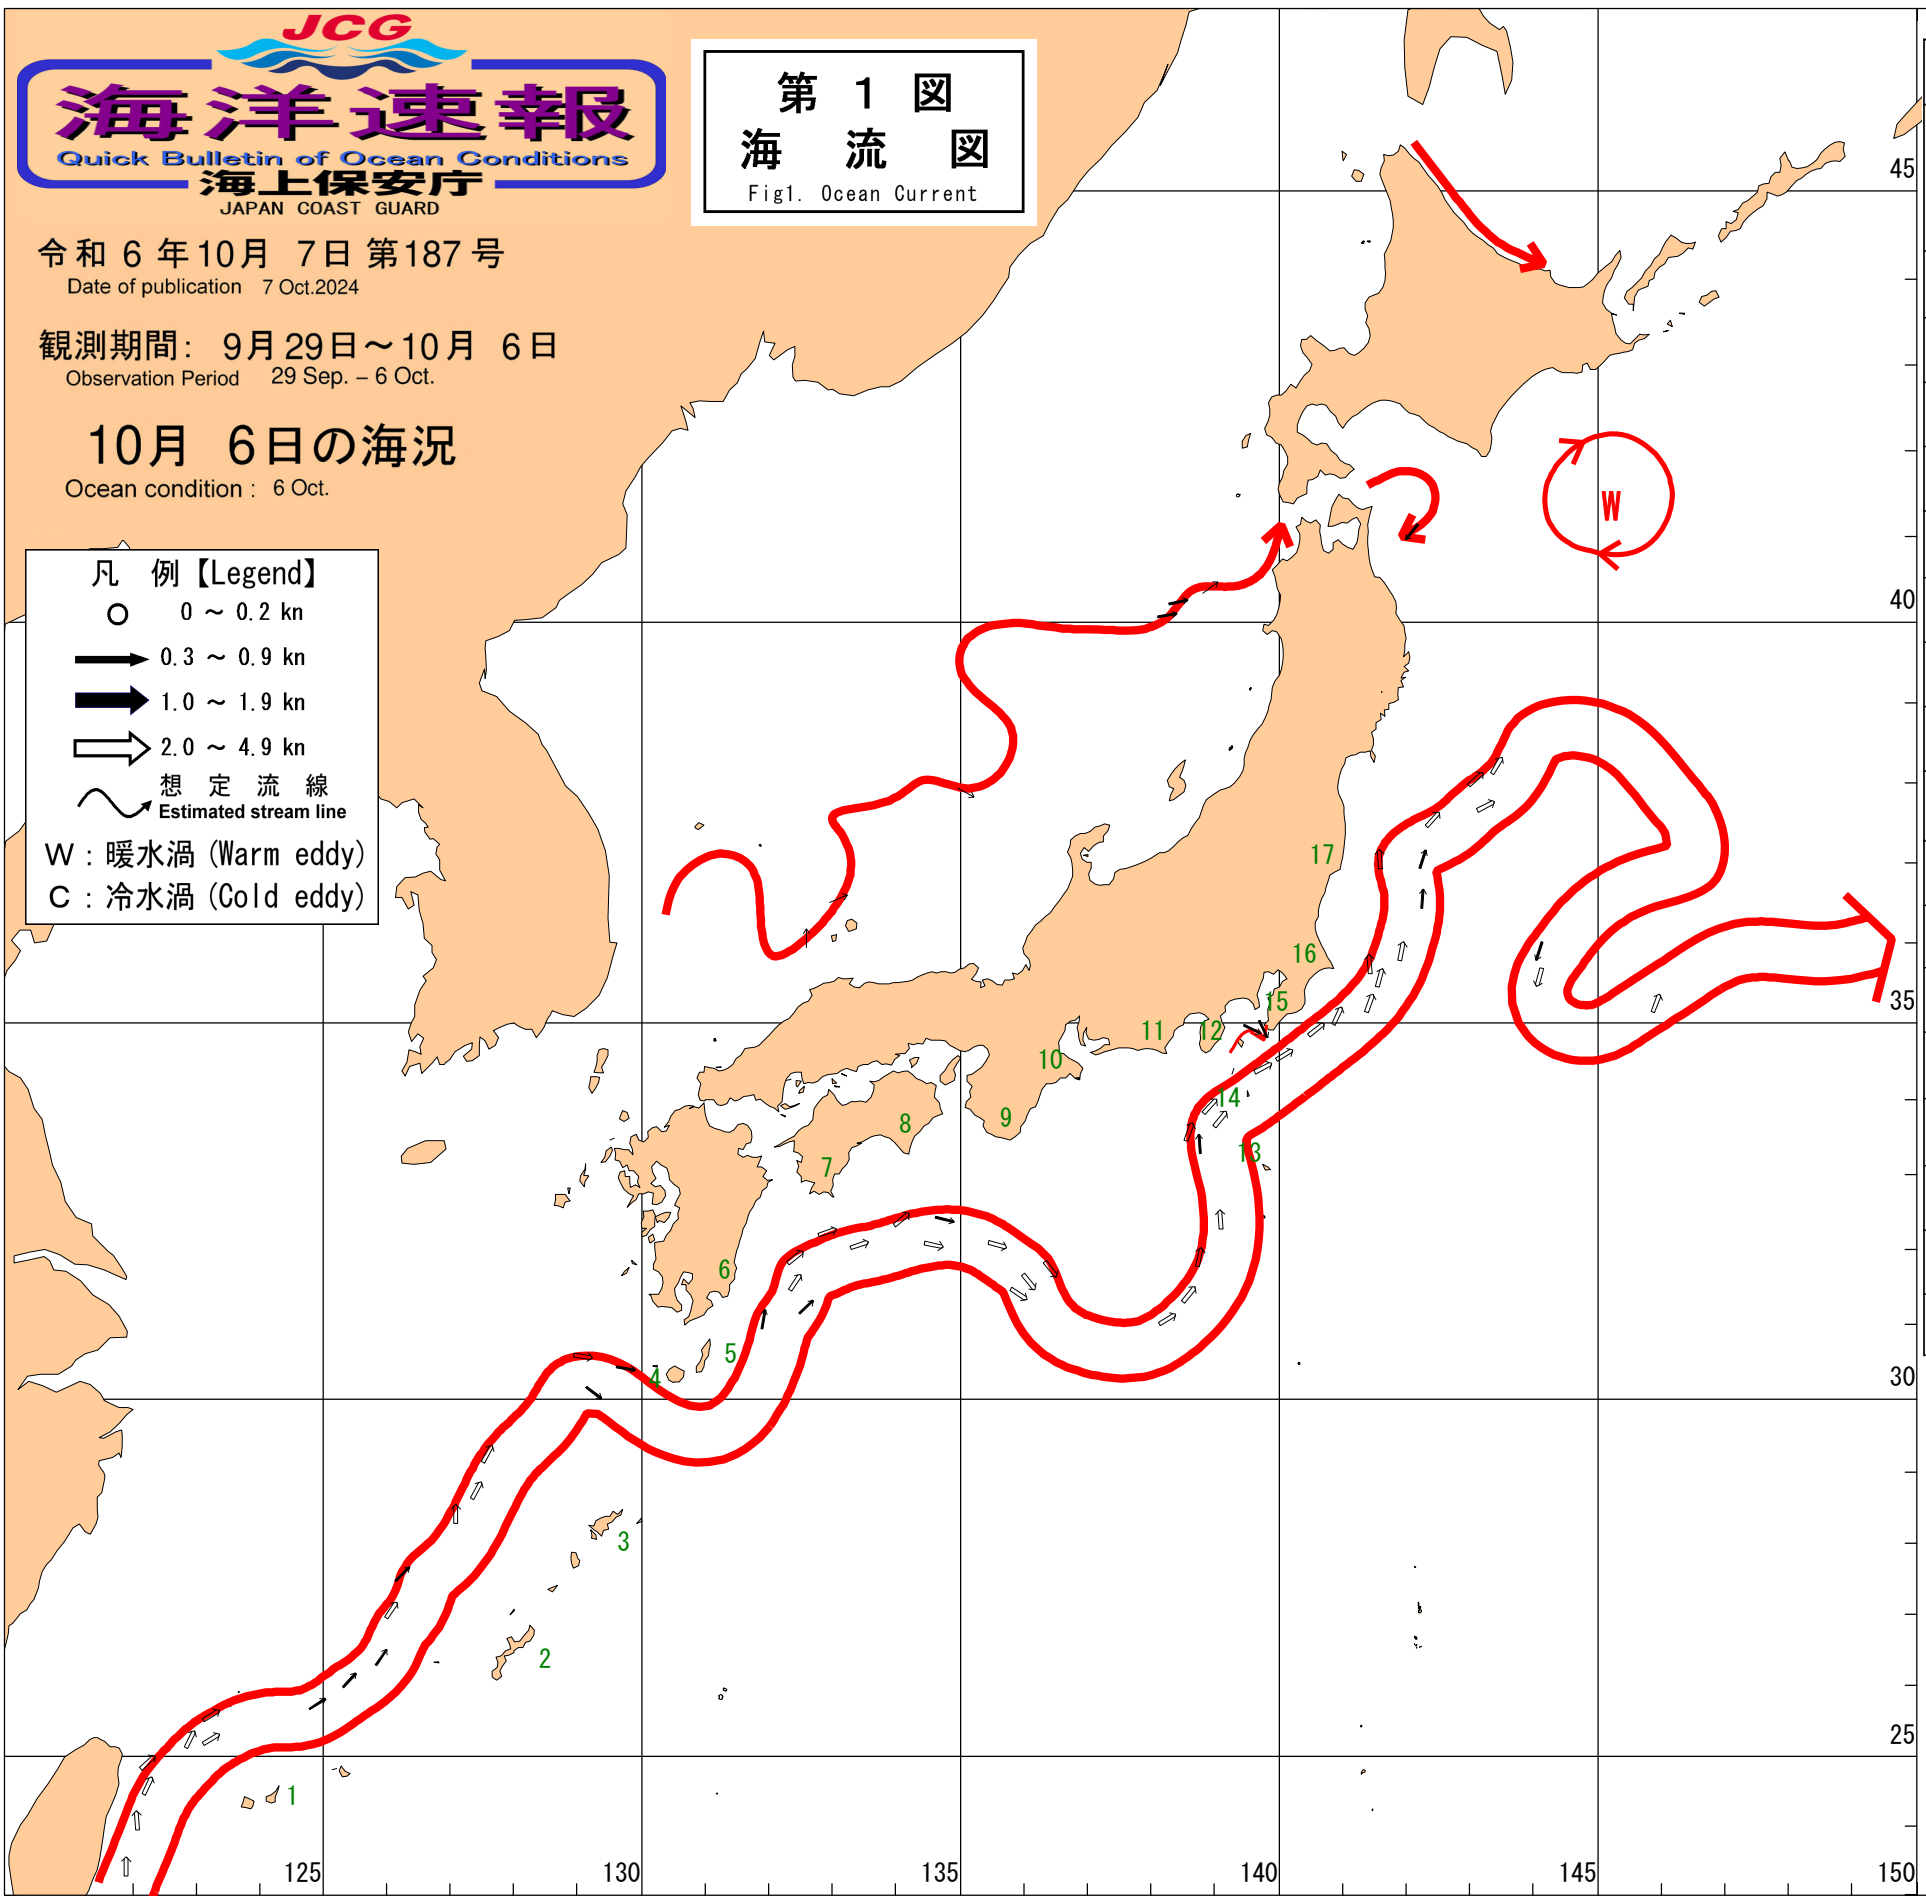 JCG
海洋速報
Quick Bulletin of Ocean Conditions
海上保安庁
JAPAN COAST GUARD
令和 6 年10月 7日 第187号
Date of publication 7 Oct.2024
観測期間: 9月29日～10月 6日
Observation Period 29 Sep. – 6 Oct.
10月 6日の海況
Ocean condition : 6 Oct.
第 1 図
海 流 図
Fig1. Ocean Current
凡 例【Legend】
0 ～ 0.2 kn
0.3 ～ 0.9 kn
1.0 ～ 1.9 kn
2.0 ～ 4.9 kn
想 定 流 線
Estimated stream line
W : 暖水渦 (Warm eddy)
C : 冷水渦 (Cold eddy)
45
W
40
17
16
15
35
11
12
10
14
9
8
13
7
6
5
4
30
3
2
25
1
125
130
135
140
145
150